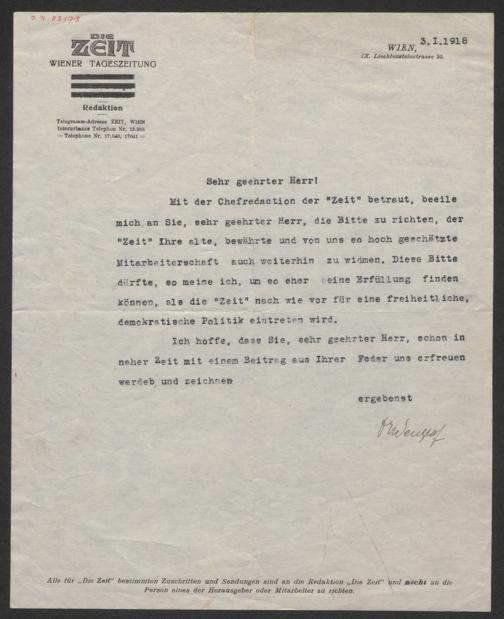 DIE
ZEIT
WIENER TAGESZEITUNG
Redaktion
Telegramm-Adresse ZEIT, WIEN
Interurbanes Telephon Nr.
Telephone Nr. 17.040, 17041
3.I.1918
WIEN,
IX. Liechtensteinstrasse
Sehr geehrter Herr!
Mit der Chefredaction der "Zeit" betraut, beeile
mich an Sie, sehr geehrter Herr, die Bitte zu richten, der
"Zeit" Ihre alte, bewährte und von uns so hoch geschätzte
Mitarbeiterschaft auch weiterhin zu widmen. Diese Bitte
dürfte, so meine ich, um so eher seine Erfüllung finden
können, als die "Zeit" nach wie vor für eine freiheitliche,
demokratische Politik eintreten wird.
Ich hoffe, dass Sie, sehr geehrter Herr, schon in
naher Zeit mit einem Beitrag aus Ihrer Feder uns erfreuen
werdeb, und zeichnen
ergebenst
Alle für „Die Zeit" bestimmten Zuschriften und Sendungen sind an die Redaktion „Die Zeit" und nicht an die
Person eines der Herausgeber oder Mitarbeiter zu richten.